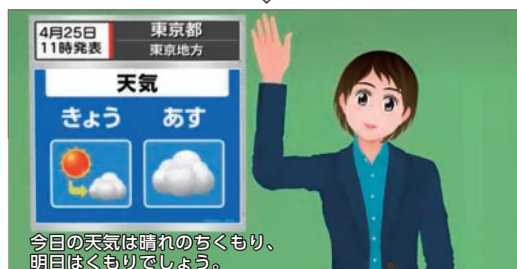 4月25日
11時発表
東京都
東京地方
天気
きょう あす
今日の天気は晴れのちくもり、
明日はくもりでしょう。